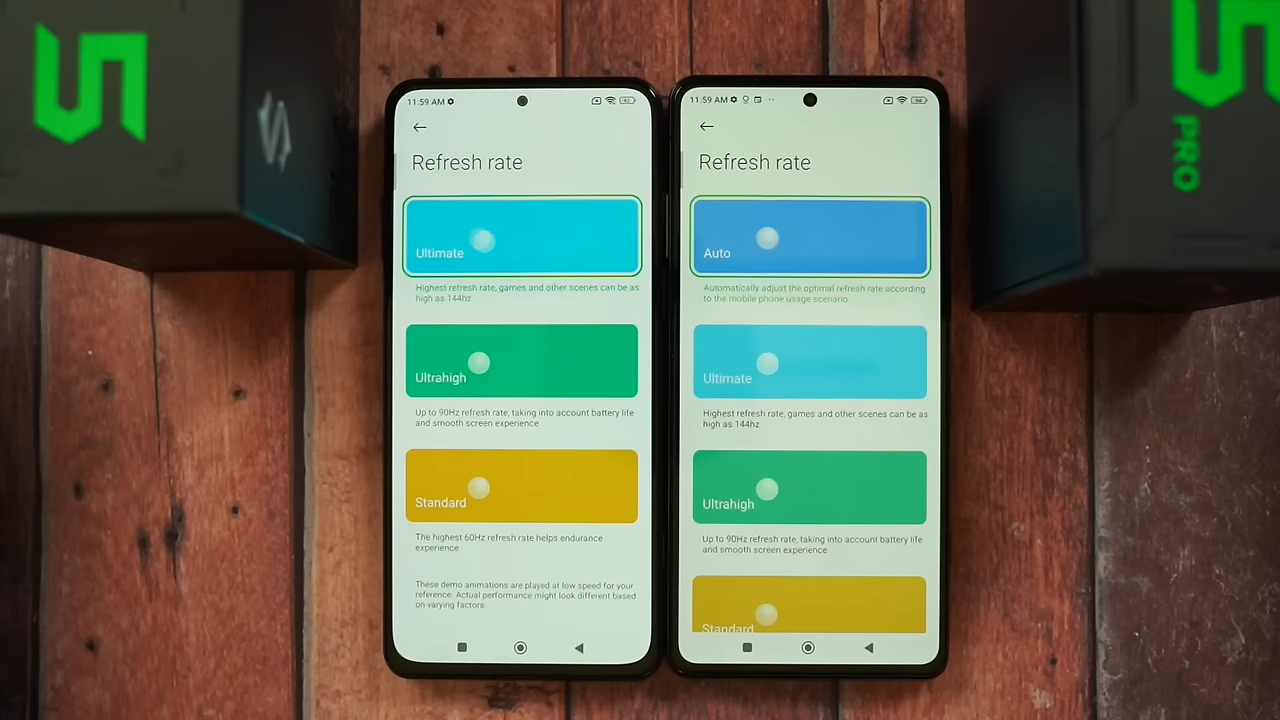 5
5
PRO
11:59 AM
Refresh rate
Ultimate
Highest refresh rate, games and other scenes can be as
high as 144hz
Ultrahigh
Up to 90Hz refresh rate, taking into account battery life
and smooth screen experience
Standard
The highest 60Hz refresh rate helps endurance
experience
These demo animations are played at low speed for your
reference. Actual performance might look different based
on varying factors.
11:59 AM
Refresh rate
Auto
Automatically adjust the optimal refresh rate according
to the mobile phone usage scenario
Ultimate
Highest refresh rate, games and other scenes can be as
high as 144hz
Ultrahigh
Up to 90Hz refresh rate, taking into account battery life
and smooth screen experience
Standard